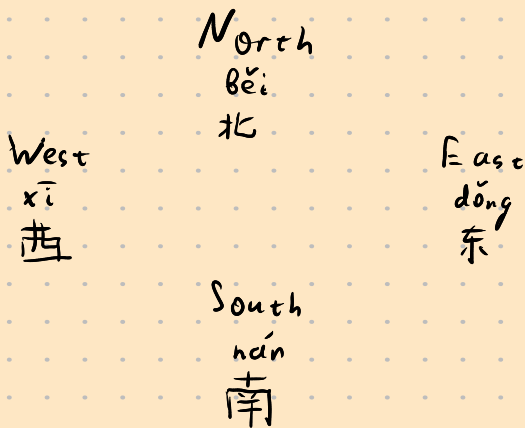 North
běi
北
West
xī
西
East
dǒng
东
South
nán
南